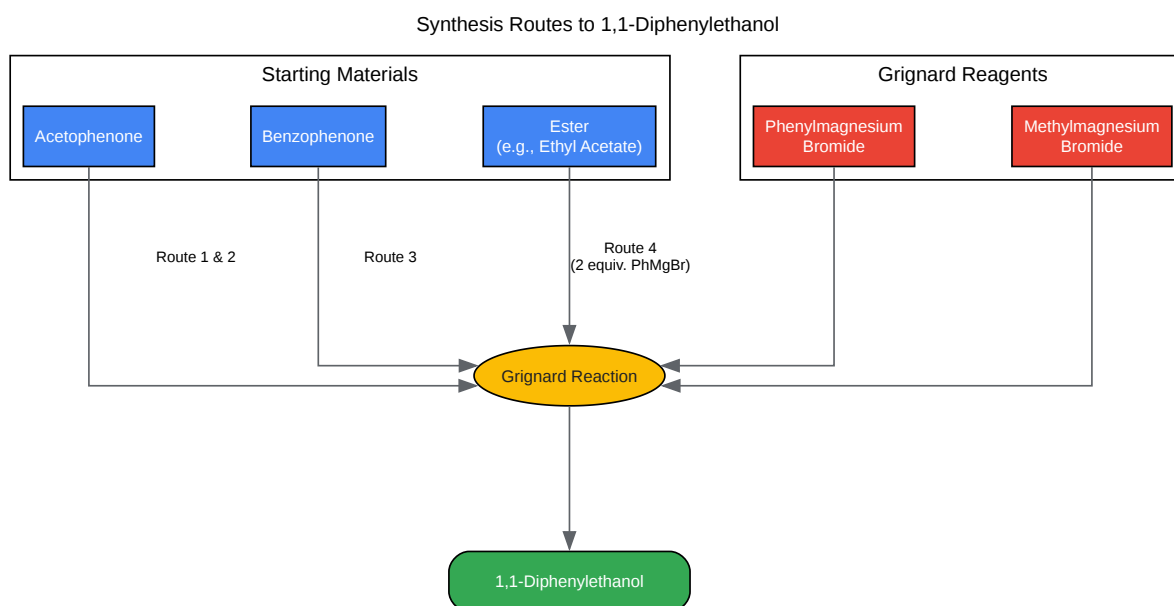 Synthesis Routes to 1,1-Diphenylethanol
Starting Materials
Grignard Reagents
Acetophenone
Benzophenone
Ester
(e.g., Ethyl Acetate)
Phenylmagnesium
Bromide
Methylmagnesium
Bromide
Route 1 & 2
Route 3
Route 4
(2 equiv. PhMgBr)
Grignard Reaction
1,1-Diphenylethanol